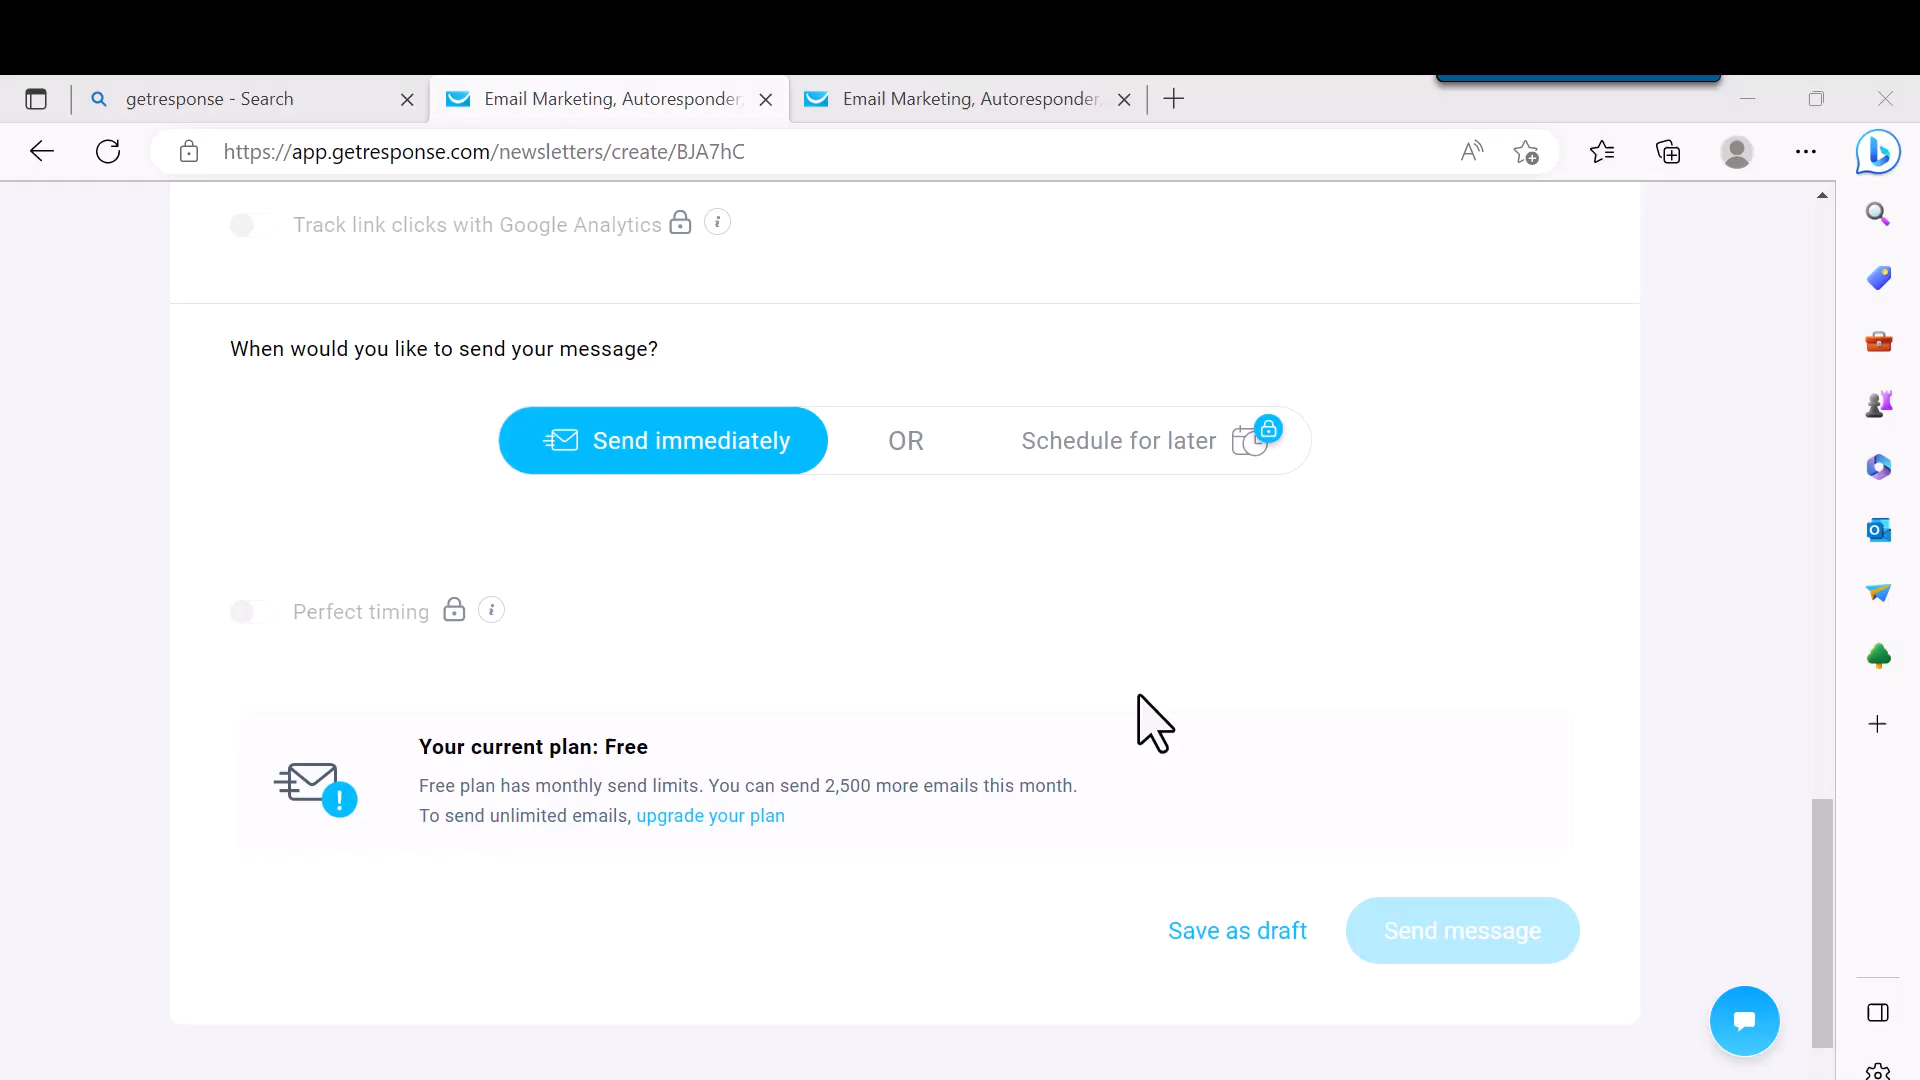 getresponse - Search
Email Marketing, Autoresponder,
Email Marketing, Autoresponder,
https://app.getresponse.com/newsletters/create/BJA7hC
Track link clicks with Google Analytics
When would you like to send your message?
Send immediately
OR
Schedule for later
Perfect timing
Your current plan: Free
Free plan has monthly send limits. You can send 2,500 more emails this month.
To send unlimited emails, upgrade your plan
Save as draft
Send message